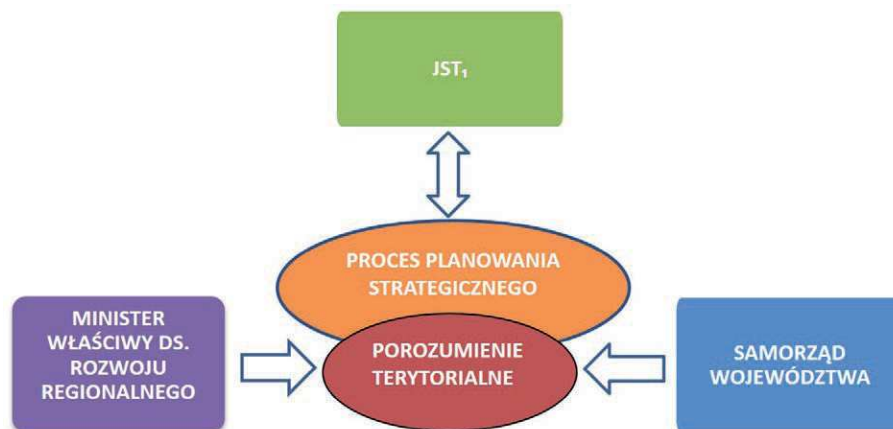 JST₁
PROCES PLANOWANIA
STRATEGICZNEGO
MINISTER
WŁAŚCIWY DS.
ROZWOJU
REGIONALNEGO
POROZUMIENIE
TERYTORIALNE
SAMORZĄD
WOJEWÓDZTWA